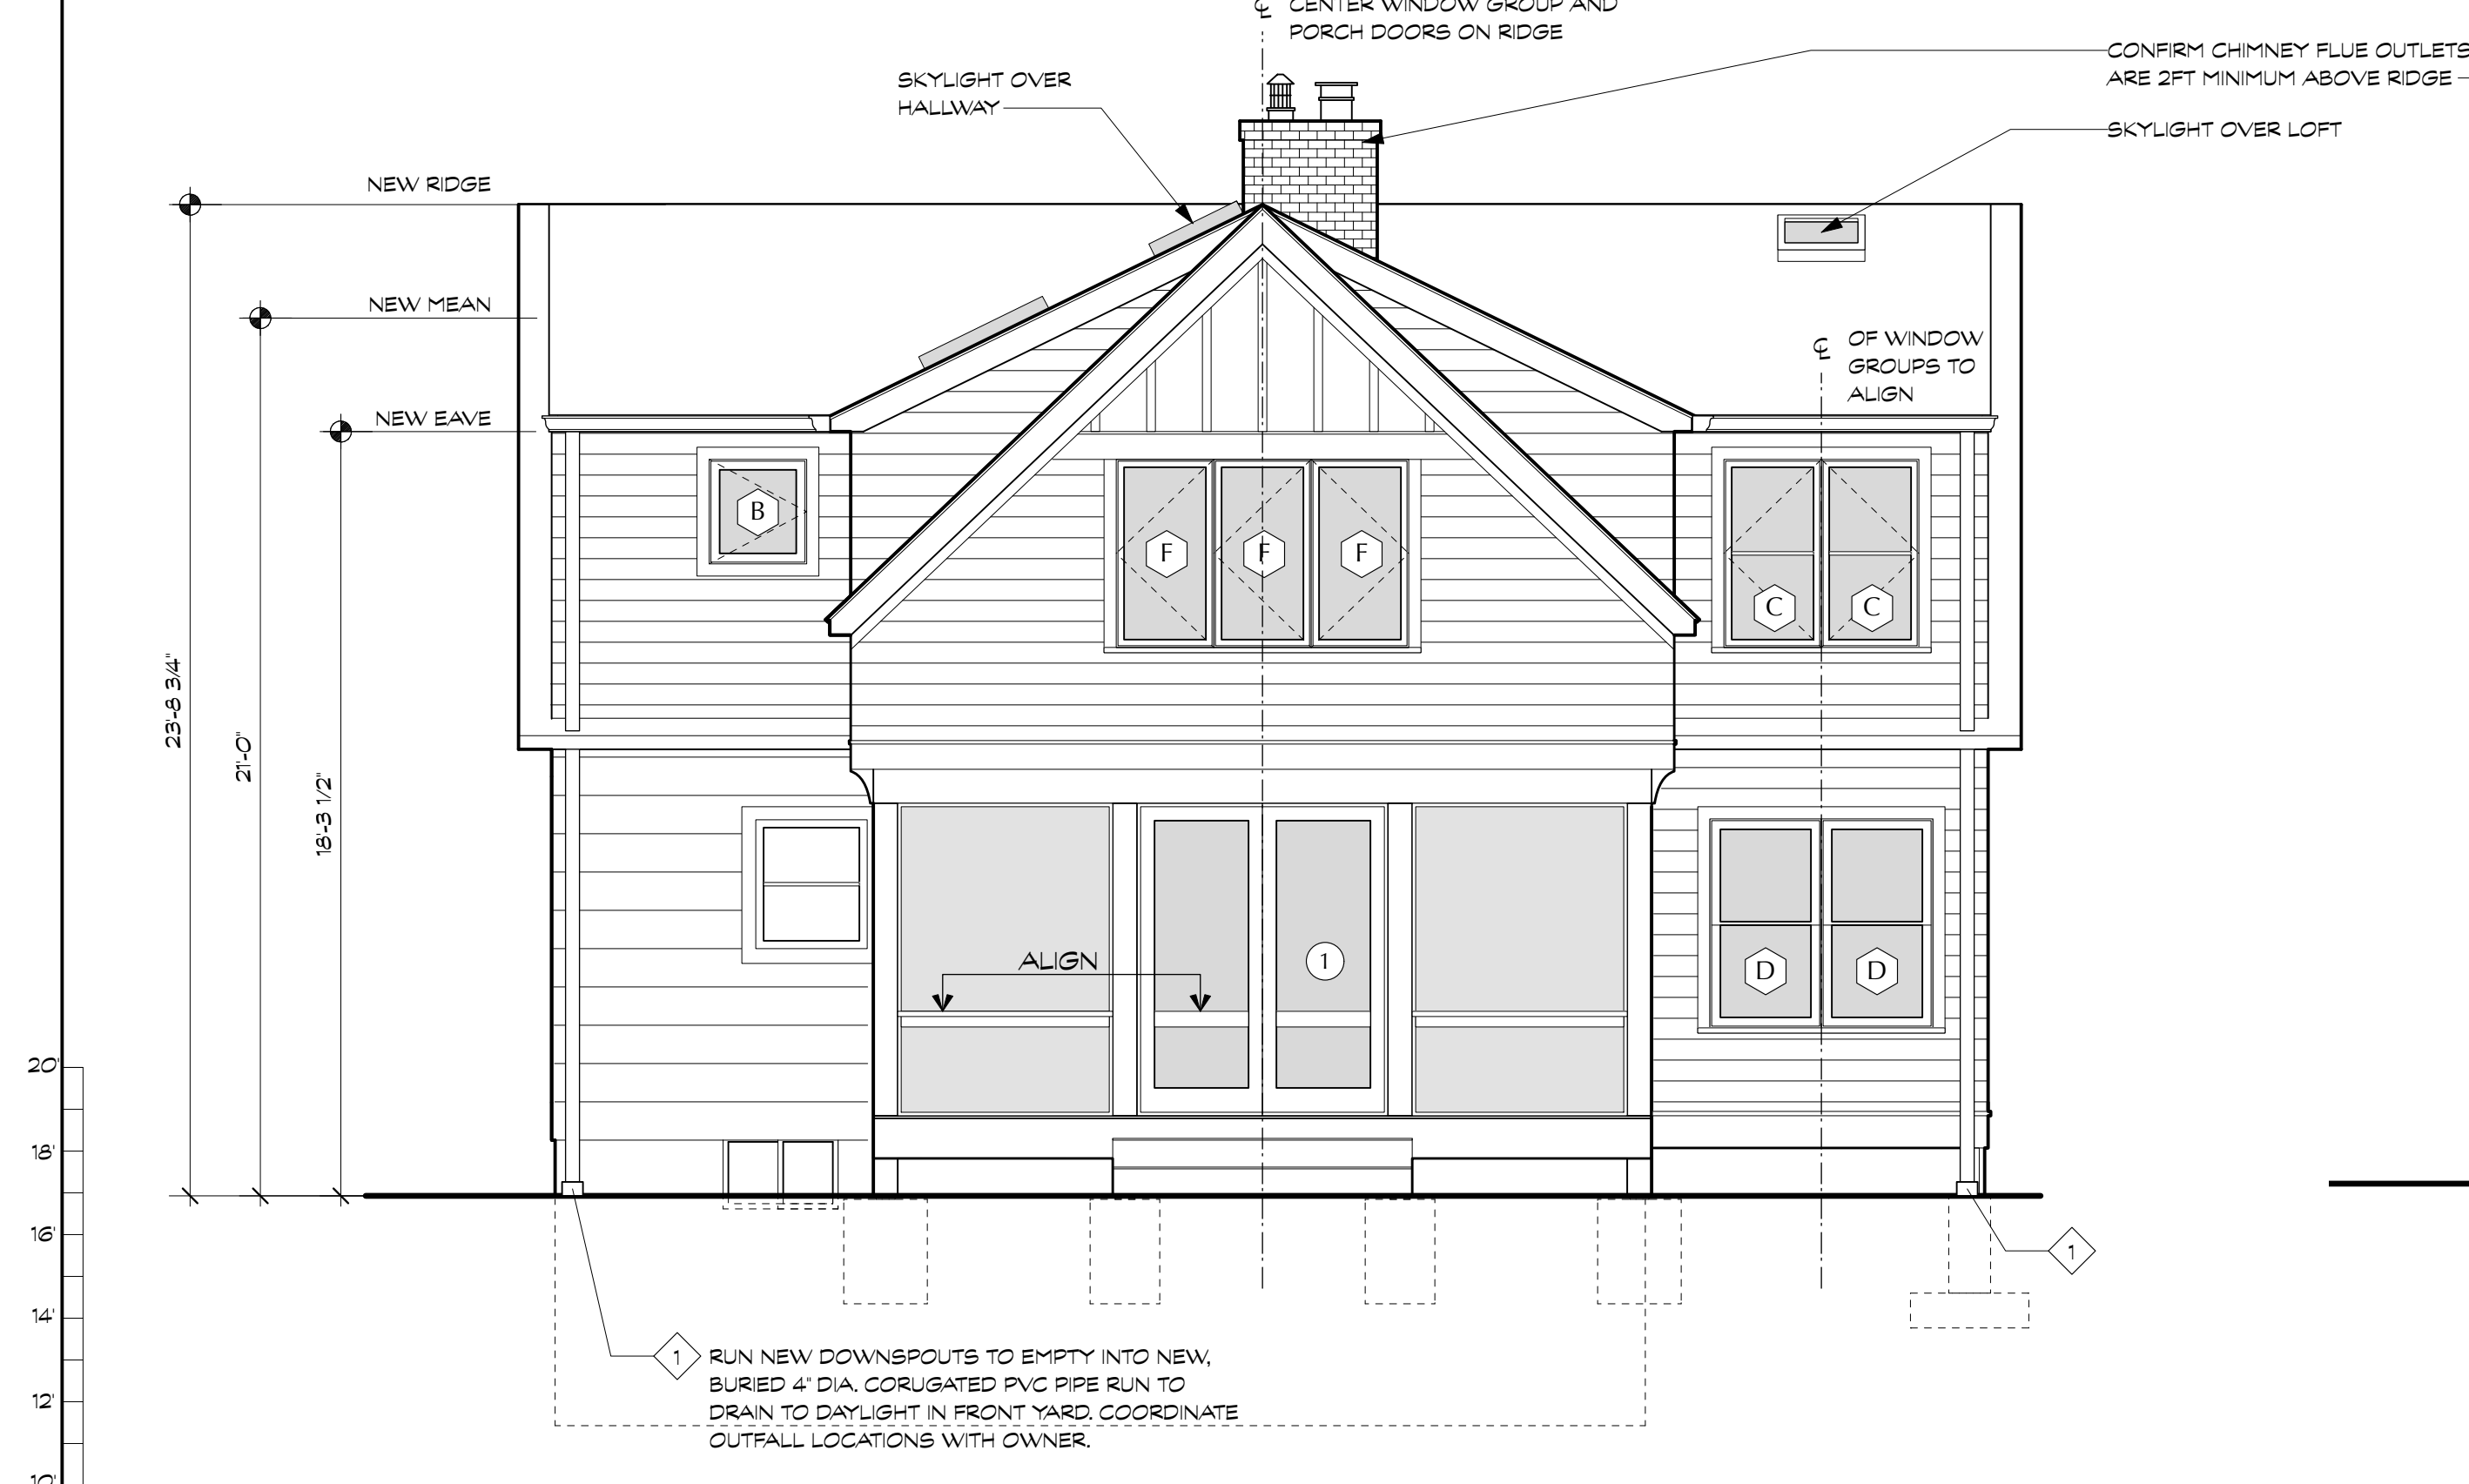 ℄ CENTER WINDOW GROUP AND
PORCH DOORS ON RIDGE
CONFIRM CHIMNEY FLUE OUTLETS
ARE 2FT MINIMUM ABOVE RIDGE
SKYLIGHT OVER
HALLWAY
SKYLIGHT OVER LOFT
NEW RIDGE
NEW MEAN
NEW EAVE
℄ OF WINDOW
GROUPS TO
ALIGN
B
F F F
C C
23'-8 3/4"
21'-0"
18'-3 1/2"
ALIGN
1
D D
20'
18'
16'
14'
12'
10'
1
1 RUN NEW DOWNSPOUTS TO EMPTY INTO NEW,
BURIED 4" DIA. CORUGATED PVC PIPE RUN TO
DRAIN TO DAYLIGHT IN FRONT YARD. COORDINATE
OUTFALL LOCATIONS WITH OWNER.